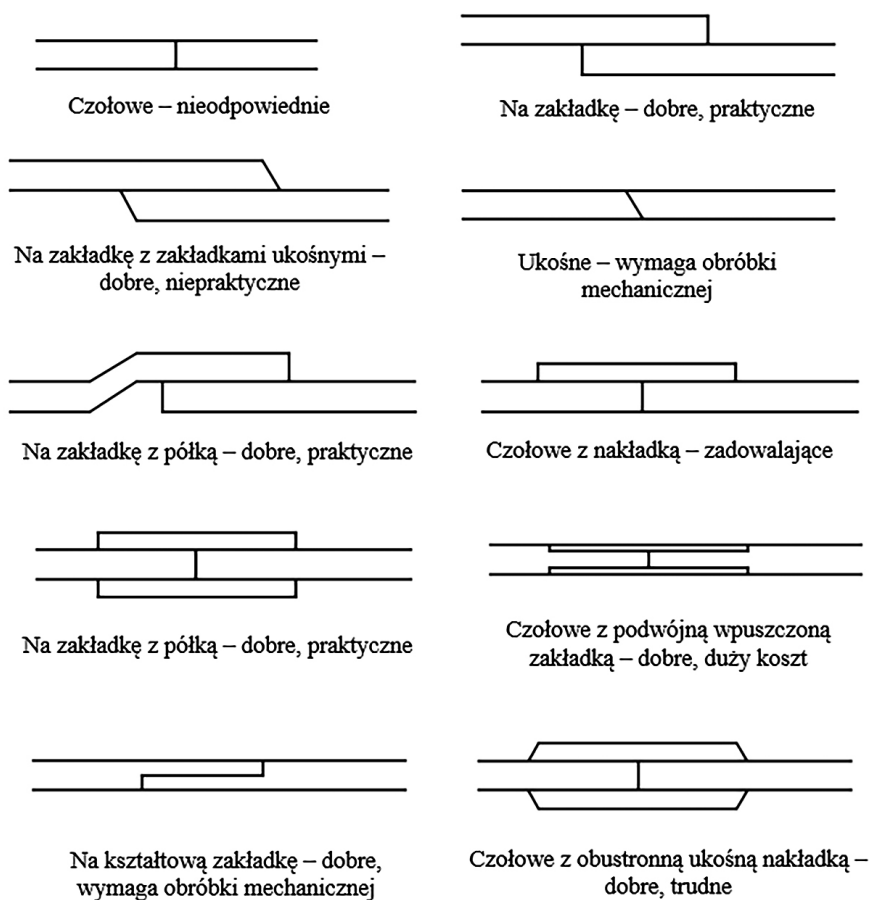 Czołowe – nieodpowiednie
Na zakładkę – dobre, praktyczne
Na zakładkę z zakładkami ukośnymi –
dobre, niepraktyczne
Ukośne – wymaga obróbki
mechanicznej
Na zakładkę z półką – dobre, praktyczne
Czołowe z nakładką – zadowalające
Na zakładkę z półką – dobre, praktyczne
Czołowe z podwójną wpuszczoną
zakładką – dobre, duży koszt
Na kształtową zakładkę – dobre,
wymaga obróbki mechanicznej
Czołowe z obustronną ukośną nakładką –
dobre, trudne